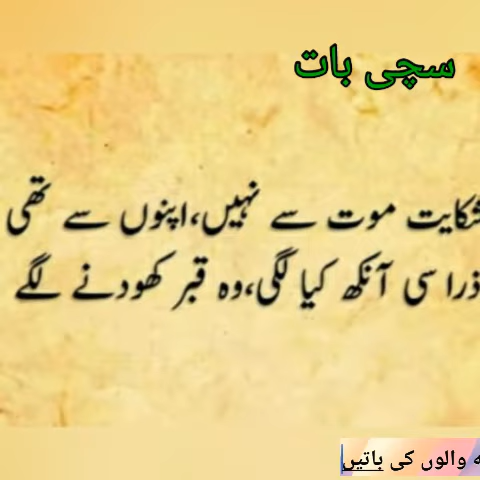 سچی بات
شکایت موت سے نہیں،اپنوں سے تھی
ذرا سی آنکھ کیا لگی،وہ قبر کھودنے لگے
والوں کی باتیں